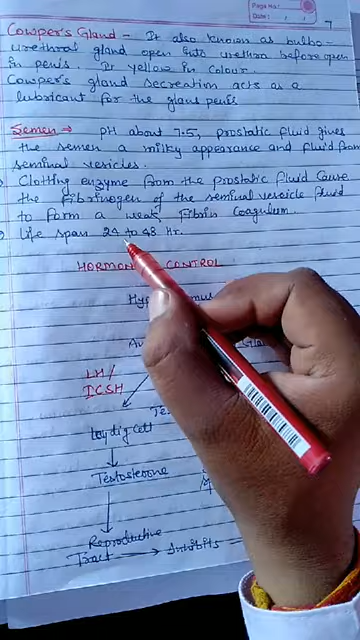 Page No.:
Date: / /
7
Cowper's Gland - It also known as bulbo-
urethral gland open into urethra before open
in penis. It yellow in colour.
Cowper's gland secreation acts as a
lubricant for the glans penis
Semen ⇒ pH about 7.5, prostatic fluid gives
the semen a milky appearance and fluid from
seminal vesicles.
Clotting enzyme from the prostatic fluid cause
the fibrinogen of the seminal vesicle fluid
to form a weak fibin coagulum.
life span 24 to 48 hr.
CONTROL
LH/
ICSH
Leydig cell
Testosterone
Reproductive
Tract → Inhibits